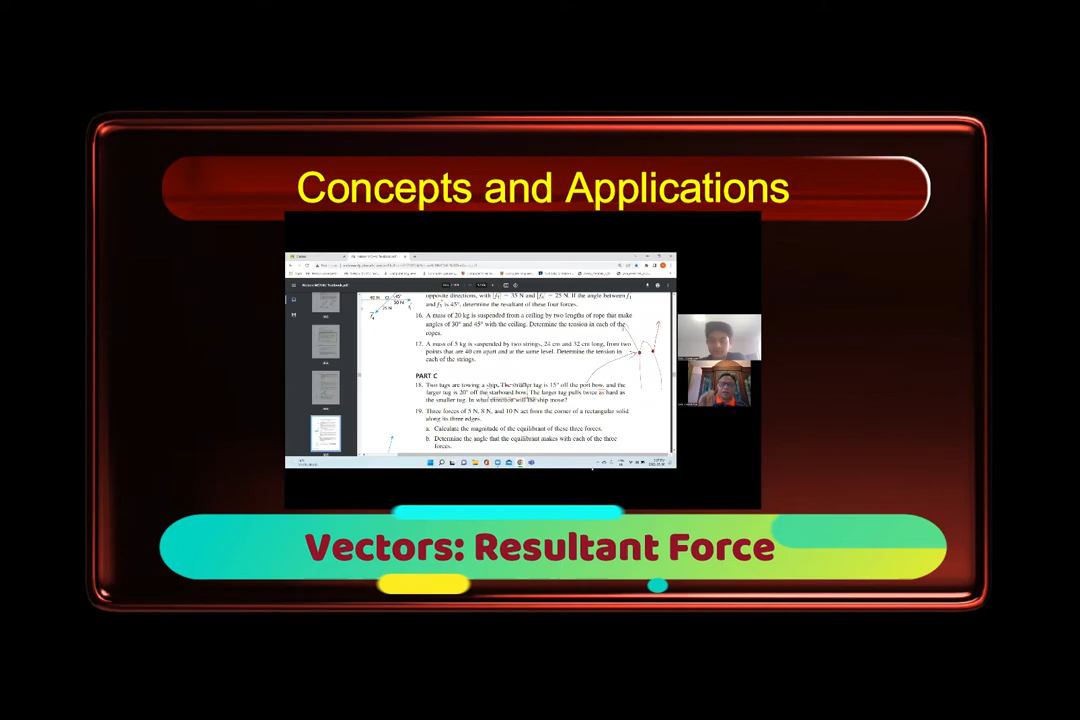 Concepts and Applications
opposite directions, with |f₃| = 35 N and |f₄| = 25 N. If the angle between f₁
and f₃ is 45°, determine the resultant of these four forces.
40 N
45°
30 N
25 N
16. A mass of 20 kg is suspended from a ceiling by two lengths of rope that make
angles of 30° and 45° with the ceiling. Determine the tension in each of the
ropes.
17. A mass of 5 kg is suspended by two strings, 24 cm and 32 cm long, from two
points that are 40 cm apart and at the same level. Determine the tension in
each of the strings.
PART C
18. Two tugs are towing a ship. The smaller tug is 15° off the port bow, and the
larger tug is 20° off the starboard bow. The larger tug pulls twice as hard as
the smaller tug. In what direction will the ship move?
19. Three forces of 5 N, 8 N, and 10 N act from the corner of a rectangular solid
along its three edges.
a. Calculate the magnitude of the equilibrant of these three forces.
b. Determine the angle that the equilibrant makes with each of the three
forces.
Vectors: Resultant Force